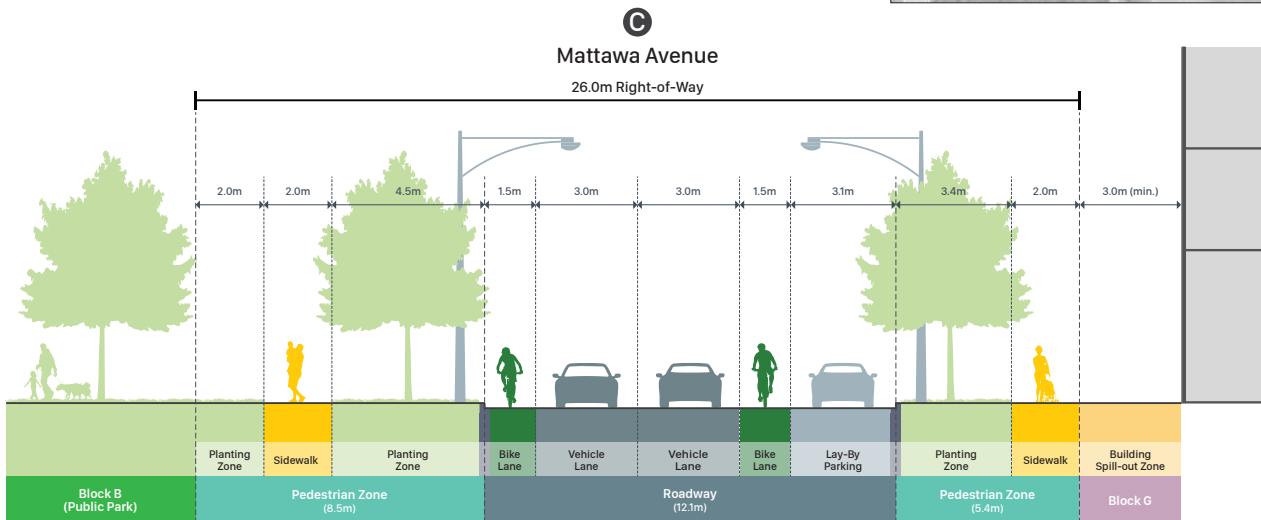 C
Mattawa Avenue
26.0m Right-of-Way
2.0m
2.0m
4.5m
1.5m
3.0m
3.0m
1.5m
3.1m
3.4m
2.0m
3.0m (min.)
Planting
Zone
Sidewalk
Planting
Zone
Bike
Lane
Vehicle
Lane
Vehicle
Lane
Bike
Lane
Lay-By
Parking
Planting
Zone
Sidewalk
Building
Spill-out Zone
Block B
(Public Park)
Pedestrian Zone
(8.5m)
Roadway
(12.1m)
Pedestrian Zone
(5.4m)
Block G